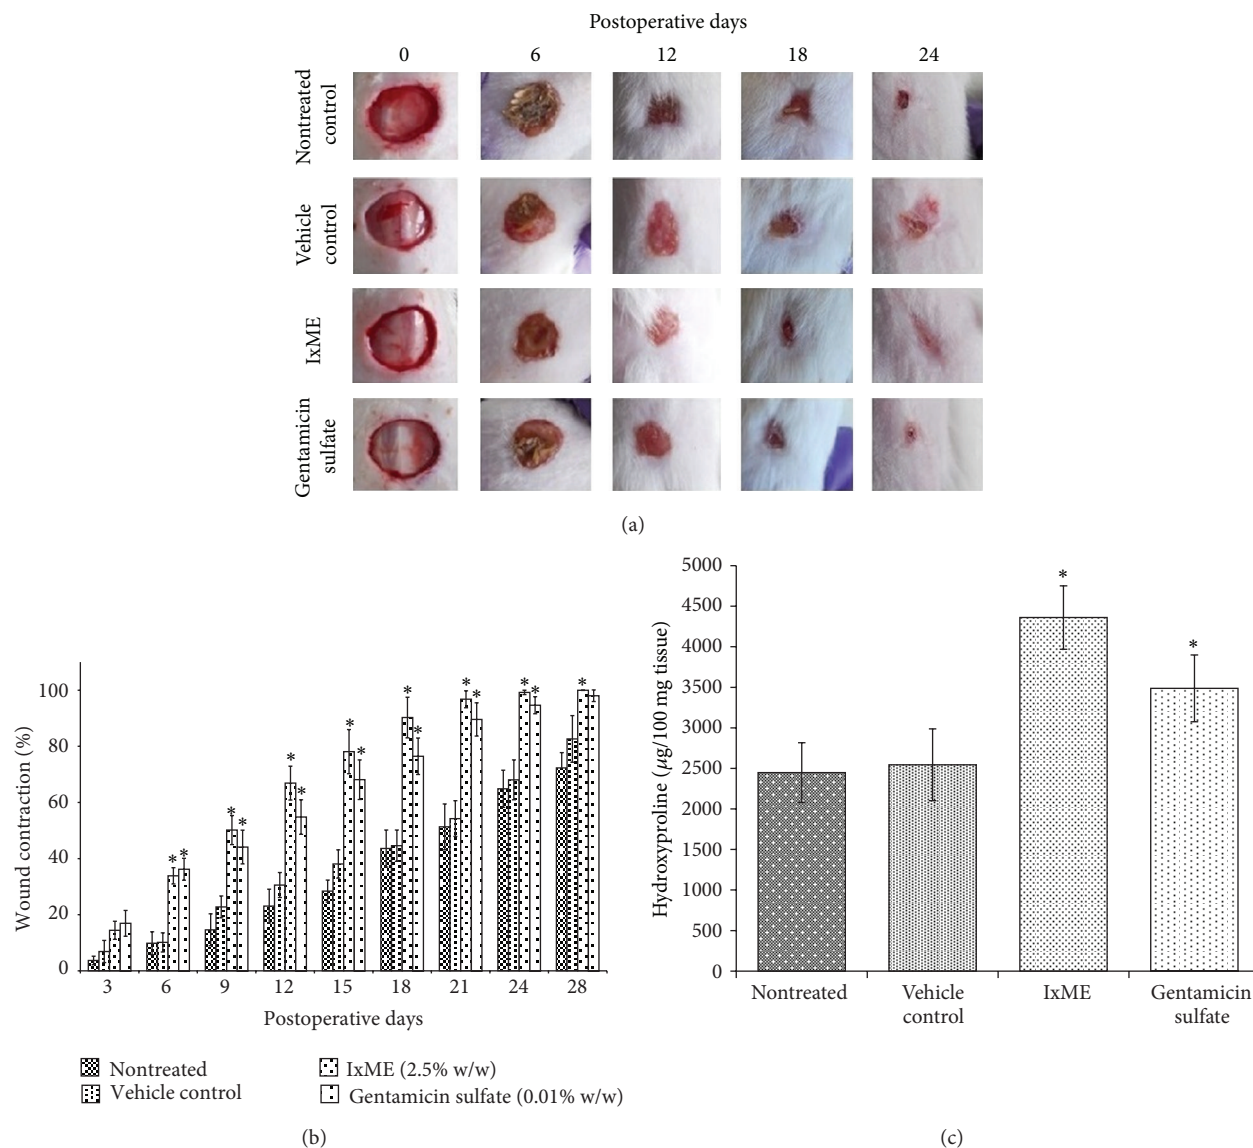 Postoperative days
0 6 12 18 24
Nontreated
control
Vehicle
control
IxME
Gentamicin
sulfate
(a)
Wound contraction (%)
100
80
60
40
20
0
* * * * * * * * * * * * * * *
3 6 9 12 15 18 21 24 28
Postoperative days
Nontreated
Vehicle control
IxME (2.5% w/w)
Gentamicin sulfate (0.01% w/w)
(b)
Hydroxyproline (μg/100 mg tissue)
5000
4500
4000
3500
3000
2500
2000
1500
1000
500
0
* *
Nontreated Vehicle IxME Gentamicin
control sulfate
(c)